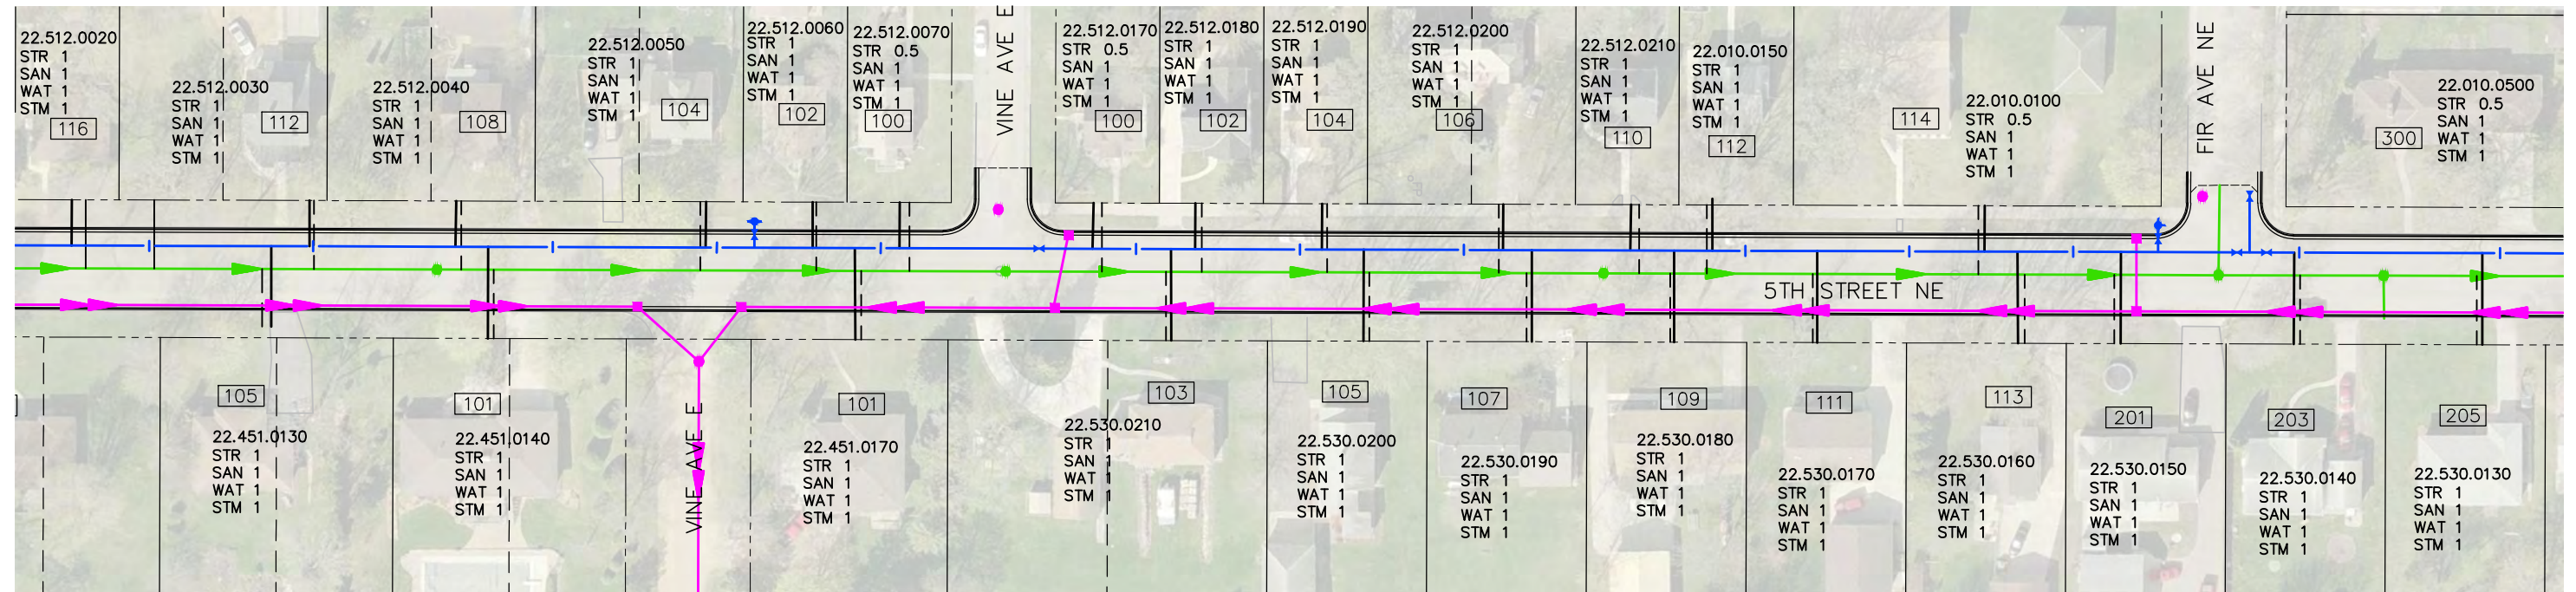 22.512.0020
STR 1
SAN 1
WAT 1
STM 1
116
22.512.0030
STR 1
SAN 1
WAT 1
STM 1
112
22.512.0040
STR 1
SAN 1
WAT 1
STM 1
108
22.512.0050
STR 1
SAN 1
WAT 1
STM 1
104
22.512.0060
STR 1
SAN 1
WAT 1
STM 1
102
22.512.0070
STR 0.5
SAN 1
WAT 1
STM 1
100
VINE AVE E
22.512.0170
STR 0.5
SAN 1
WAT 1
STM 1
100
22.512.0180
STR 1
SAN 1
WAT 1
STM 1
102
22.512.0190
STR 1
SAN 1
WAT 1
STM 1
104
22.512.0200
STR 1
SAN 1
WAT 1
STM 1
106
22.512.0210
STR 1
SAN 1
WAT 1
STM 1
110
22.010.0150
STR 1
SAN 1
WAT 1
STM 1
112
114
22.010.0100
STR 0.5
SAN 1
WAT 1
STM 1
FIR AVE NE
300
22.010.0500
STR 0.5
SAN 1
WAT 1
STM 1
5TH STREET NE
105
22.451.0130
STR 1
SAN 1
WAT 1
STM 1
101
22.451.0140
STR 1
SAN 1
WAT 1
STM 1
VINE AVE E
101
22.451.0170
STR 1
SAN 1
WAT 1
STM 1
103
22.530.0210
STR 1
SAN 1
WAT 1
STM 1
105
22.530.0200
STR 1
SAN 1
WAT 1
STM 1
107
22.530.0190
STR 1
SAN 1
WAT 1
STM 1
109
22.530.0180
STR 1
SAN 1
WAT 1
STM 1
111
22.530.0170
STR 1
SAN 1
WAT 1
STM 1
113
22.530.0160
STR 1
SAN 1
WAT 1
STM 1
201
22.530.0150
STR 1
SAN 1
WAT 1
STM 1
203
22.530.0140
STR 1
SAN 1
WAT 1
STM 1
205
22.530.0130
STR 1
SAN 1
WAT 1
STM 1